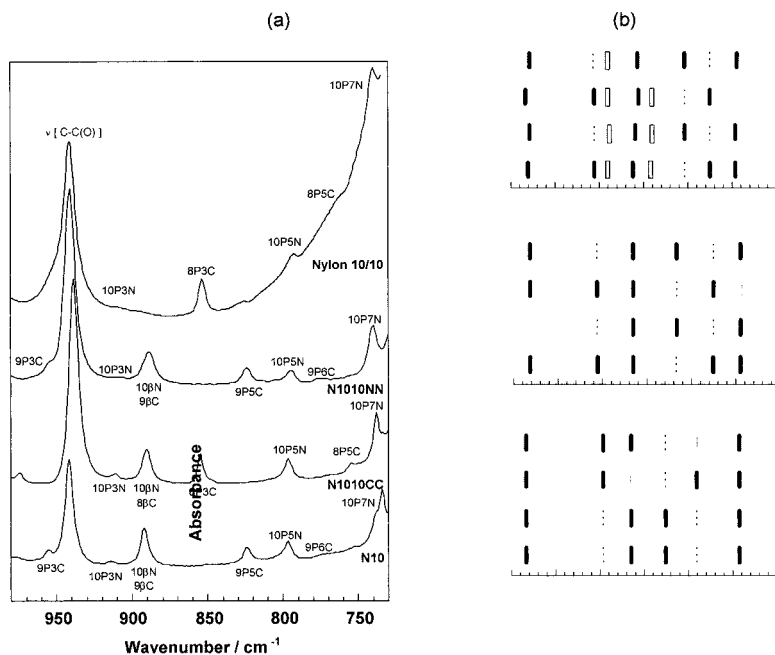 (a)
(b)
10P7N
ν [ C-C(O) ]
8P5C
10P5N
10P3N
8P3C
Nylon 10/10
10P7N
9P3C
10P3N
10P5N
9P6C
10βN
9βC
9P5C
N1010NN
10P7N
10P5N
8P5C
10P3N
10βN
8βC
N1010CC
10P7N
Absorbance
10P5N
9P6C
9P3C
10P3N
10βN
9βC
9P5C
N10
950
900
850
800
750
Wavenumber / cm⁻¹